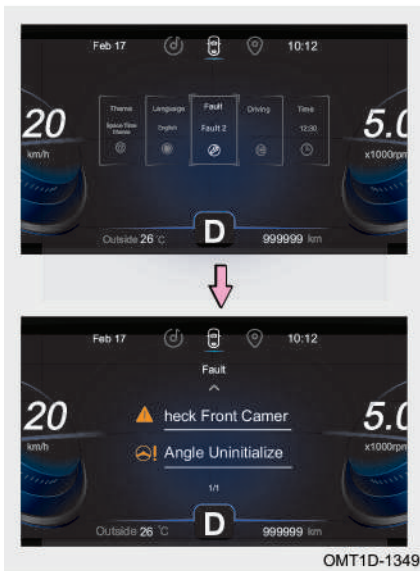 Feb 17 10:12
Theme Language Fault Driving Time
Space-Time theme English Fault 2 12:30
20 5.0
km/h x1000rpm
Outside 26 °C D 999999 km
Feb 17 10:12
Fault
heck Front Camer
20 5.0
km/h x1000rpm
Angle Uninitialize
1/1
Outside 26 °C D 999999 km
OMT1D-1349